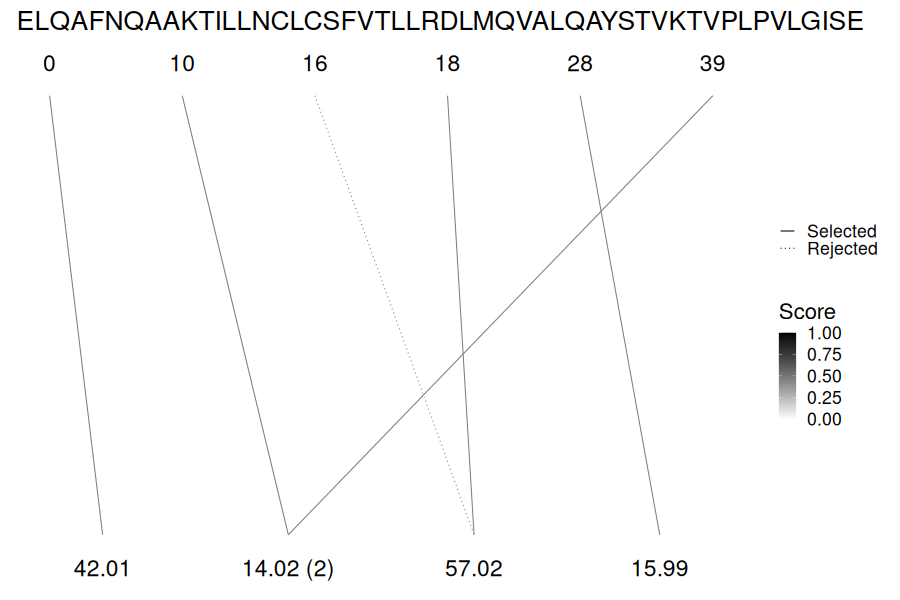 ELQAFNQAAKTILLNCLCSFVTLLRDLMQVALQAYSTVKTVPLPVLGISE
0 10 16 18 28 39
Selected
Rejected
Score
1.00
0.75
0.50
0.25
0.00
42.01 14.02 (2) 57.02 15.99